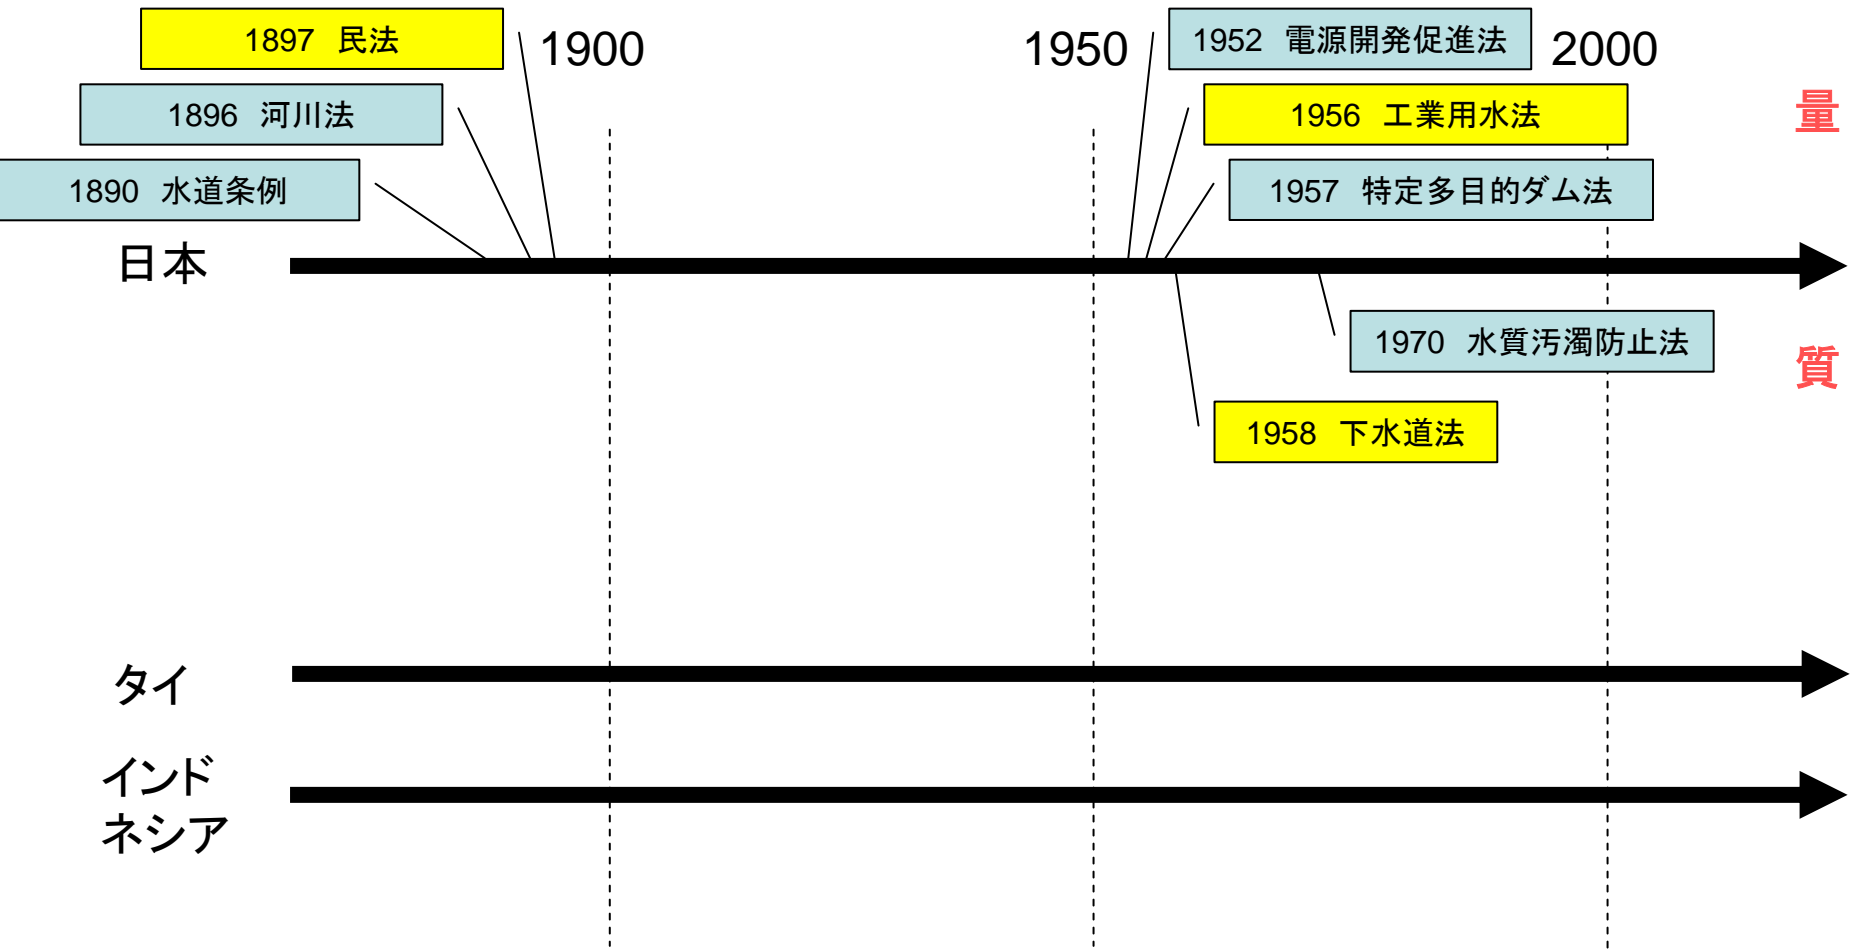 1897 民法
1900
1950
1952 電源開発促進法
2000
1896 河川法
1956 工業用水法
量
1890 水道条例
1957 特定多目的ダム法
日本
1970 水質汚濁防止法
質
1958 下水道法
タイ
インド
ネシア